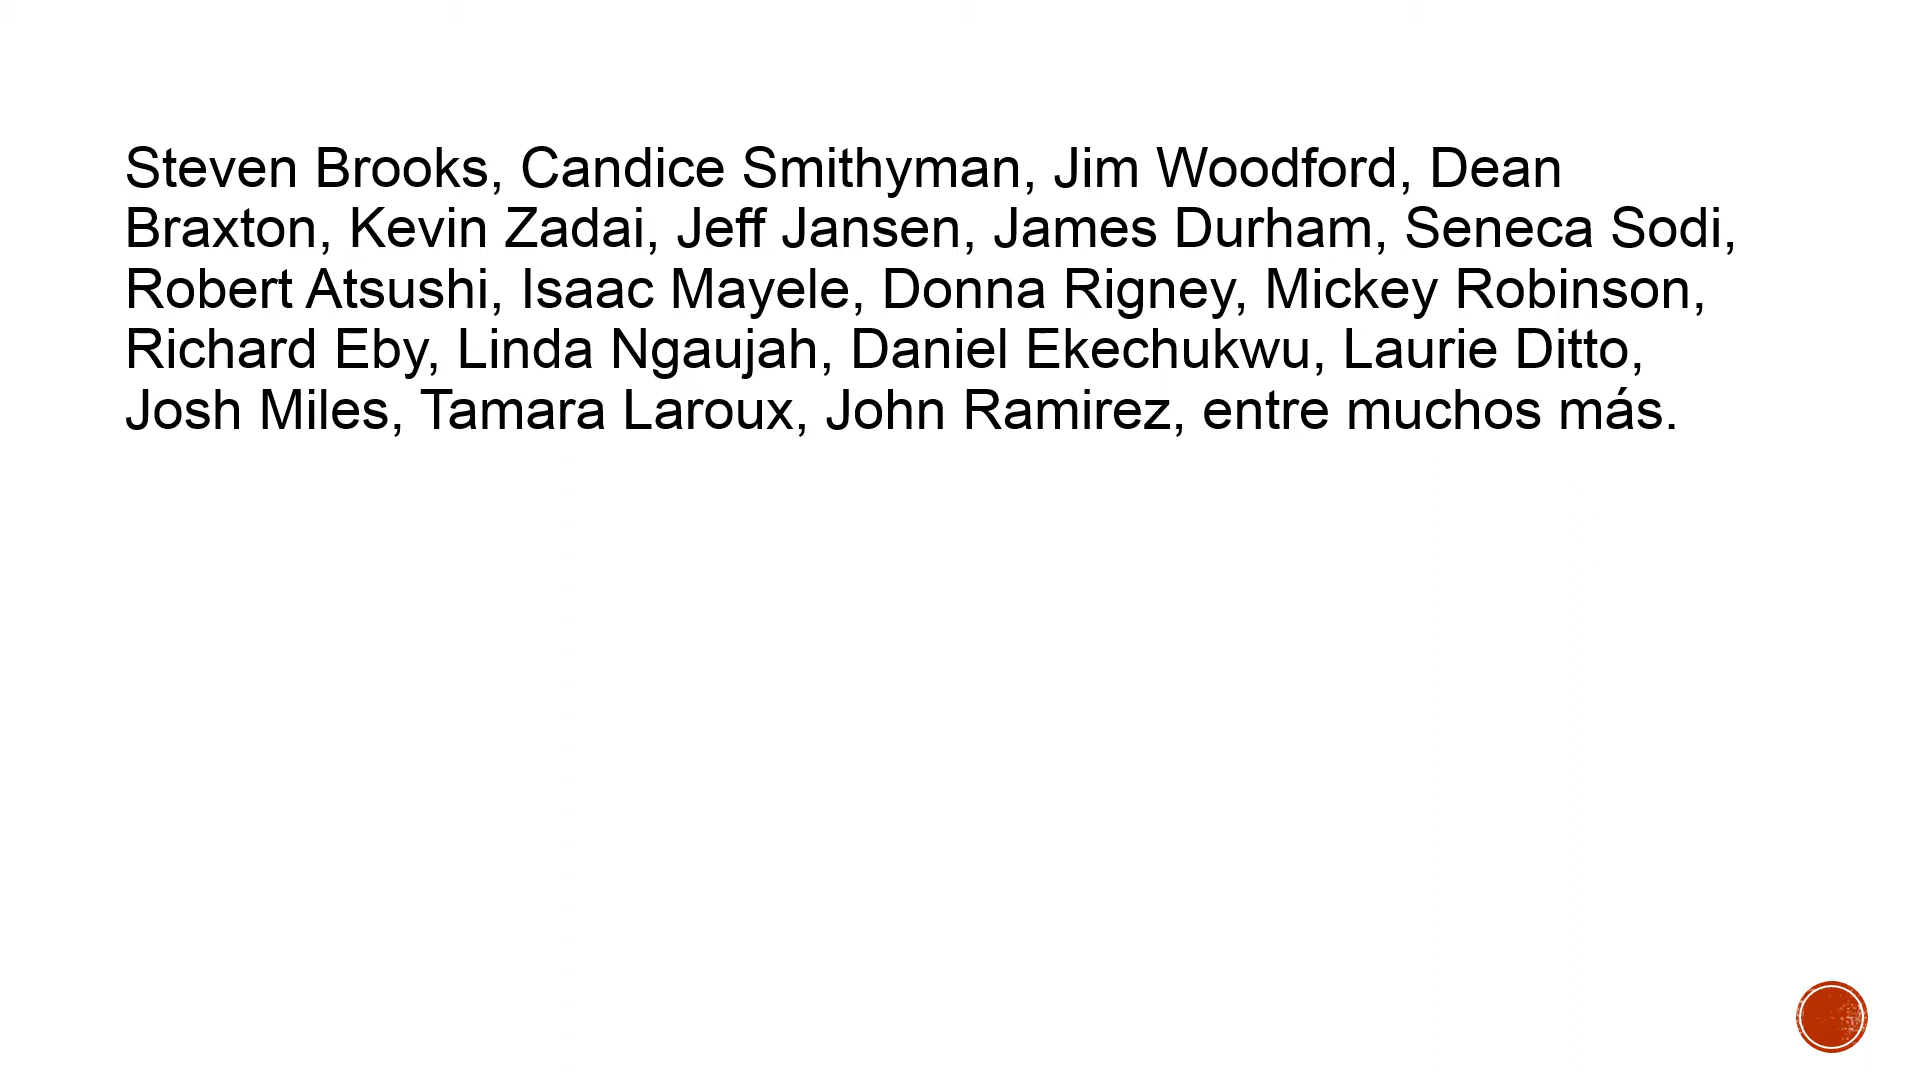 Steven Brooks, Candice Smithyman, Jim Woodford, Dean
Braxton, Kevin Zadai, Jeff Jansen, James Durham, Seneca Sodi,
Robert Atsushi, Isaac Mayele, Donna Rigney, Mickey Robinson,
Richard Eby, Linda Ngaujah, Daniel Ekechukwu, Laurie Ditto,
Josh Miles, Tamara Laroux, John Ramirez, entre muchos más.